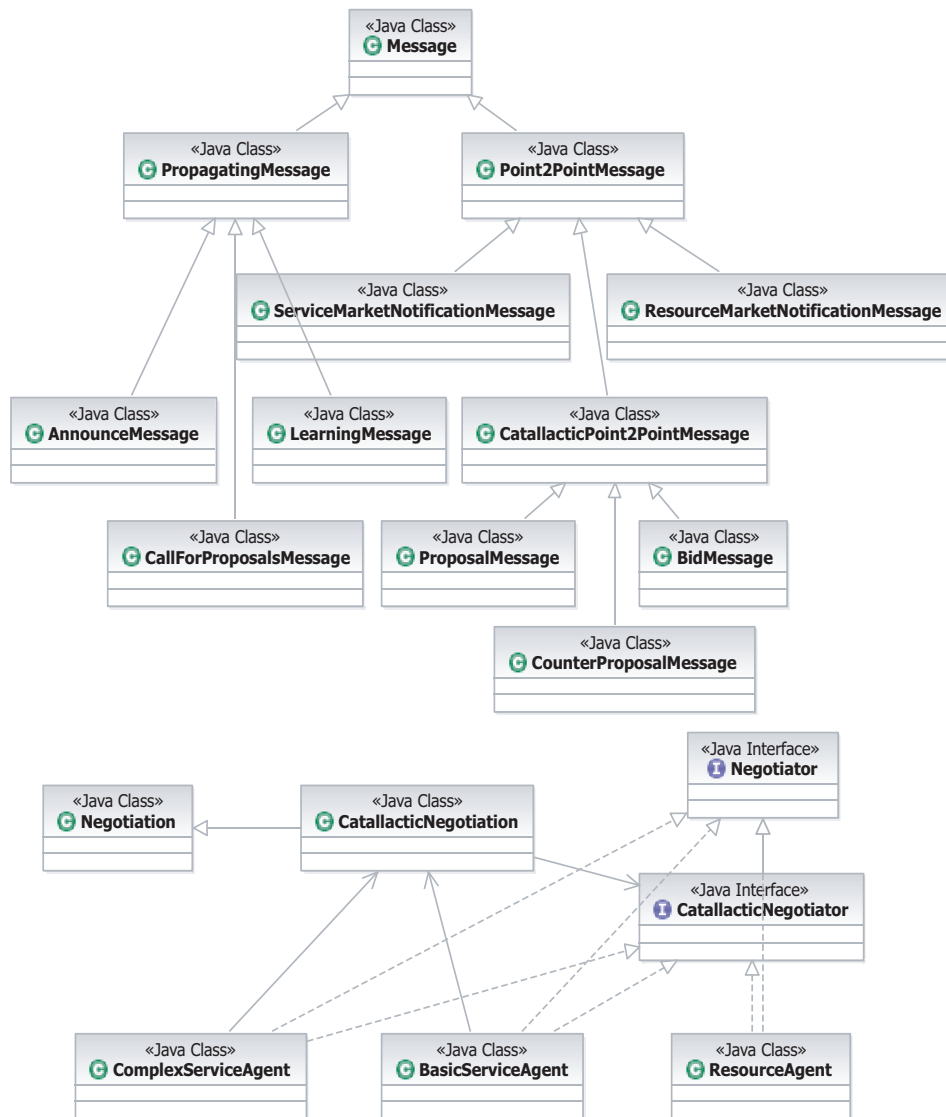 «Java Class»
C Message
«Java Class»
C PropagatingMessage
«Java Class»
C Point2PointMessage
«Java Class»
C ServiceMarketNotificationMessage
«Java Class»
C ResourceMarketNotificationMessage
«Java Class»
C AnnounceMessage
«Java Class»
C LearningMessage
«Java Class»
C CatallacticPoint2PointMessage
«Java Class»
C CallForProposalsMessage
«Java Class»
C ProposalMessage
«Java Class»
C BidMessage
«Java Class»
C CounterProposalMessage
«Java Interface»
I Negotiator
«Java Class»
C Negotiation
«Java Class»
C CatallacticNegotiation
«Java Interface»
I CatallacticNegotiator
«Java Class»
C ComplexServiceAgent
«Java Class»
C BasicServiceAgent
«Java Class»
C ResourceAgent